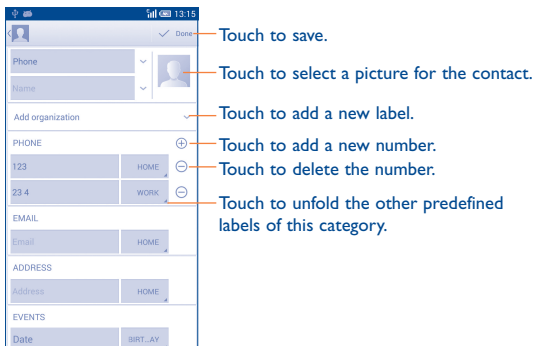 13:15
Done
Touch to save.
Phone
Touch to select a picture for the contact.
Name
Add organization
Touch to add a new label.
PHONE
Touch to add a new number.
123 HOME
Touch to delete the number.
23 4 WORK
Touch to unfold the other predefined
labels of this category.
EMAIL
Email HOME
ADDRESS
Address HOME
EVENTS
Date BIRT...AY